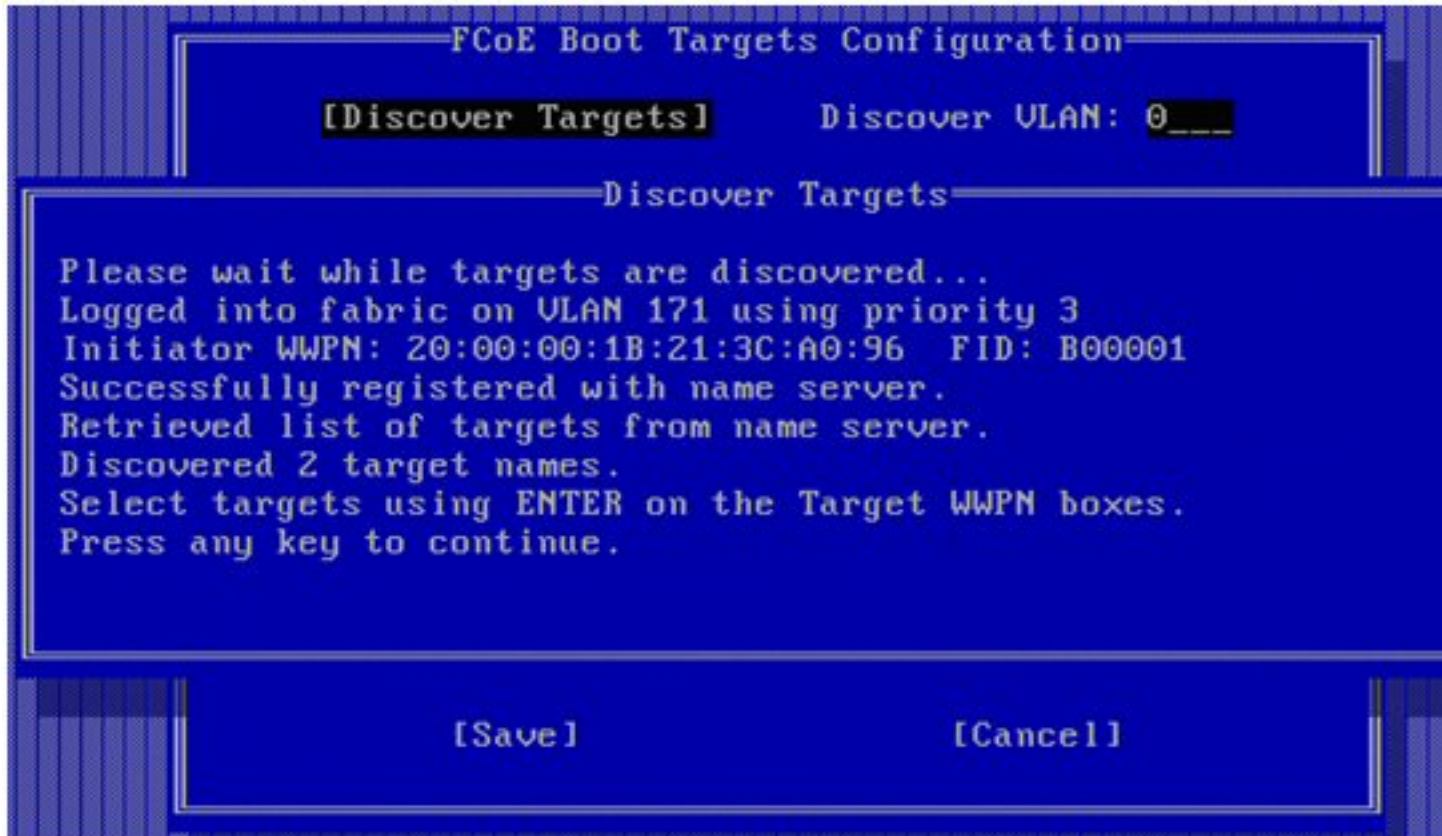 FCoE Boot Targets Configuration
[Discover Targets] Discover VLAN: 0___
Discover Targets
Please wait while targets are discovered...
Logged into fabric on VLAN 171 using priority 3
Initiator WWPN: 20:00:00:1B:21:3C:A0:96 FID: B00001
Successfully registered with name server.
Retrieved list of targets from name server.
Discovered 2 target names.
Select targets using ENTER on the Target WWPN boxes.
Press any key to continue.
[Save] [Cancel]